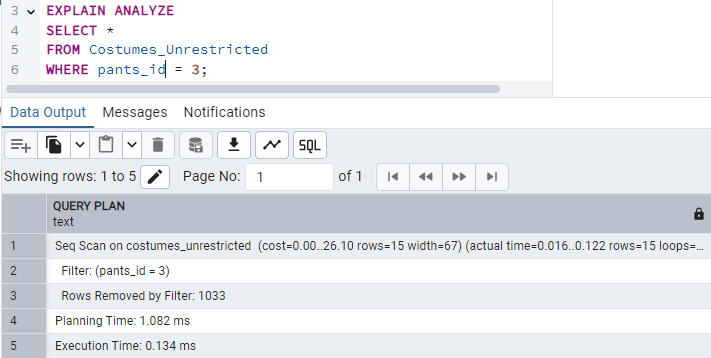 3 EXPLAIN ANALYZE
4 SELECT *
5 FROM Costumes_Unrestricted
6 WHERE pants_id = 3;
Data Output Messages Notifications
SQL
Showing rows: 1 to 5 Page No: 1 of 1
QUERY PLAN
text
1 Seq Scan on costumes_unrestricted (cost=0.00..26.10 rows=15 width=67) (actual time=0.016..0.122 rows=15 loops=...
2 Filter: (pants_id = 3)
3 Rows Removed by Filter: 1033
4 Planning Time: 1.082 ms
5 Execution Time: 0.134 ms